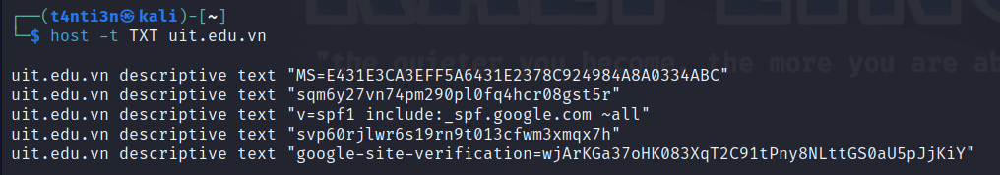 ┌──(t4nti3n㉿kali)-[~]
└─$ host -t TXT uit.edu.vn
"the quieter you become, the more you are ab
uit.edu.vn descriptive text "MS=E431E3CA3EFF5A6431E2378C924984A8A0334ABC"
uit.edu.vn descriptive text "sqm6y27vn74pm290pl0fq4hcr08gst5r"
uit.edu.vn descriptive text "v=spf1 include:_spf.google.com ~all"
uit.edu.vn descriptive text "svp60rjlwr6s19rn9t013cfwm3xmqx7h"
uit.edu.vn descriptive text "google-site-verification=wjArKGa37oHK083XqT2C91tPny8NLttGS0aU5pJjKiY"